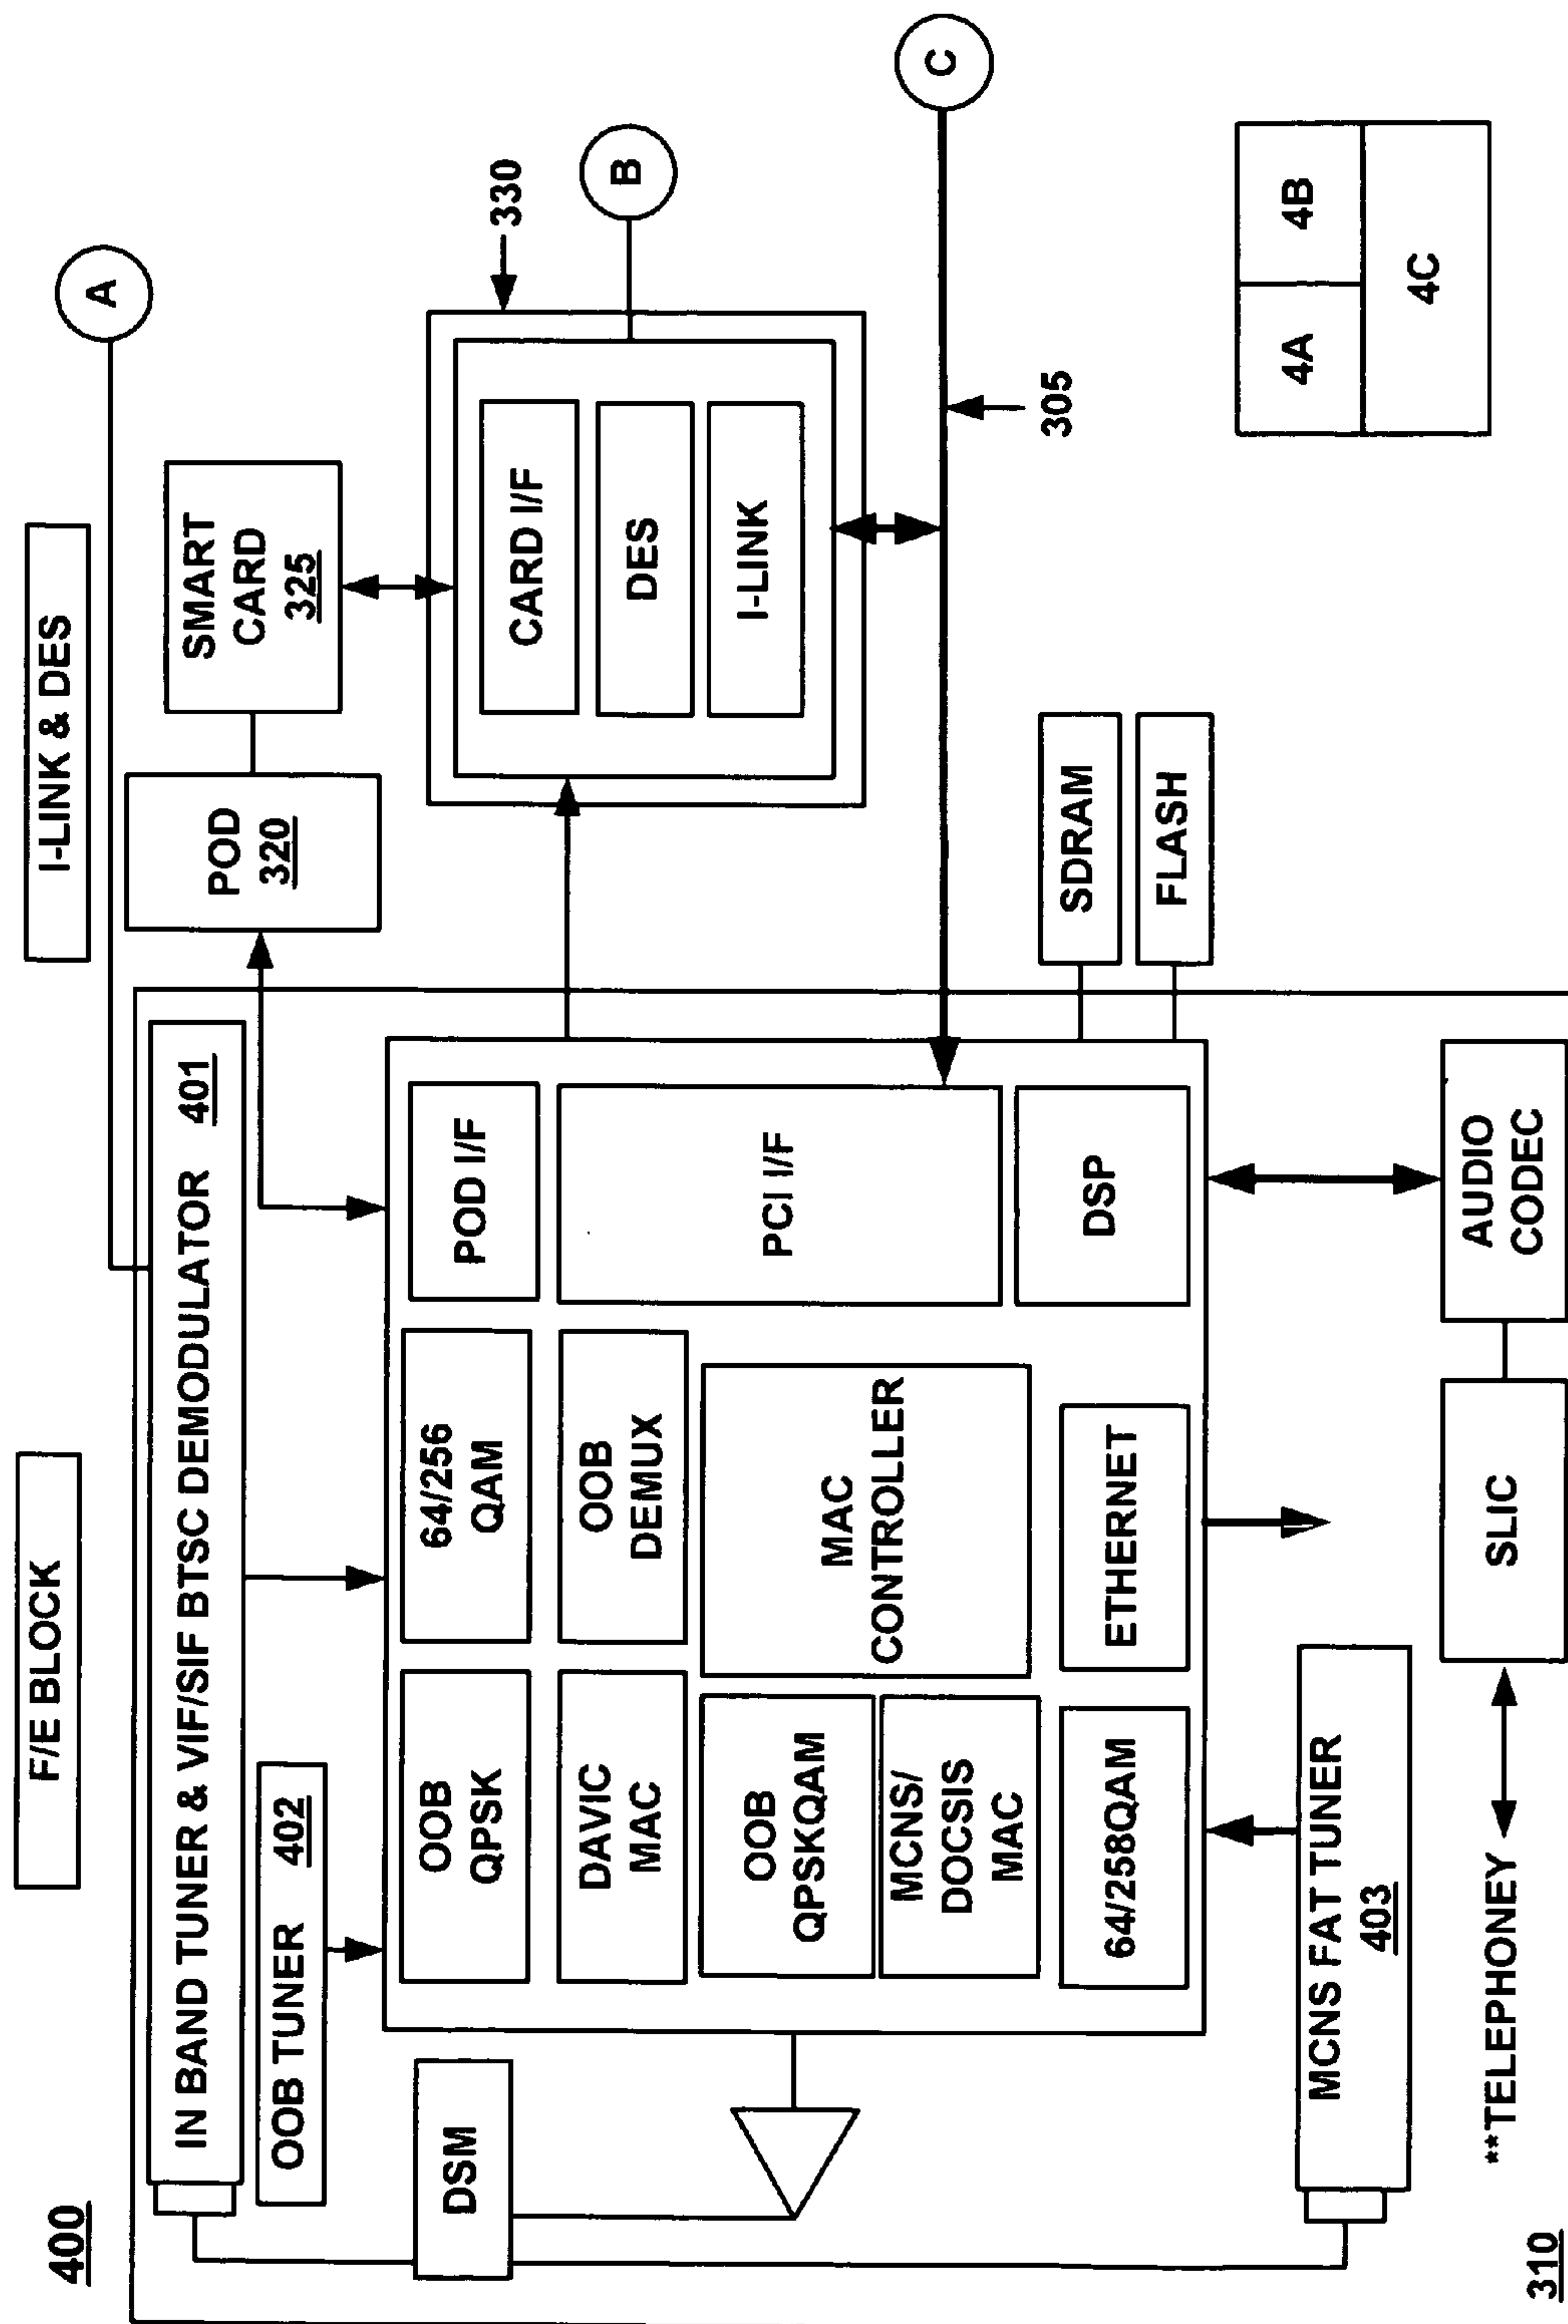 400
F/E BLOCK
I-LINK & DES
A
IN BAND TUNER & VIF/SIF BTSC DEMODULATOR 401
OOB TUNER 402
POD
320
SMART
CARD
325
330
B
DSM
OOB
QPSK
64/256
QAM
POD I/F
DAVIC
MAC
OOB
DEMUX
PCI I/F
OOB
QPSKQAM
MCNS/
DOCSIS
MAC
MAC
CONTROLLER
DSP
64/258QAM
ETHERNET
CARD I/F
DES
I-LINK
C
305
SDRAM
FLASH
MCNS FAT TUNER
403
**TELEPHONEY
SLIC
AUDIO
CODEC
4A
4B
4C
310